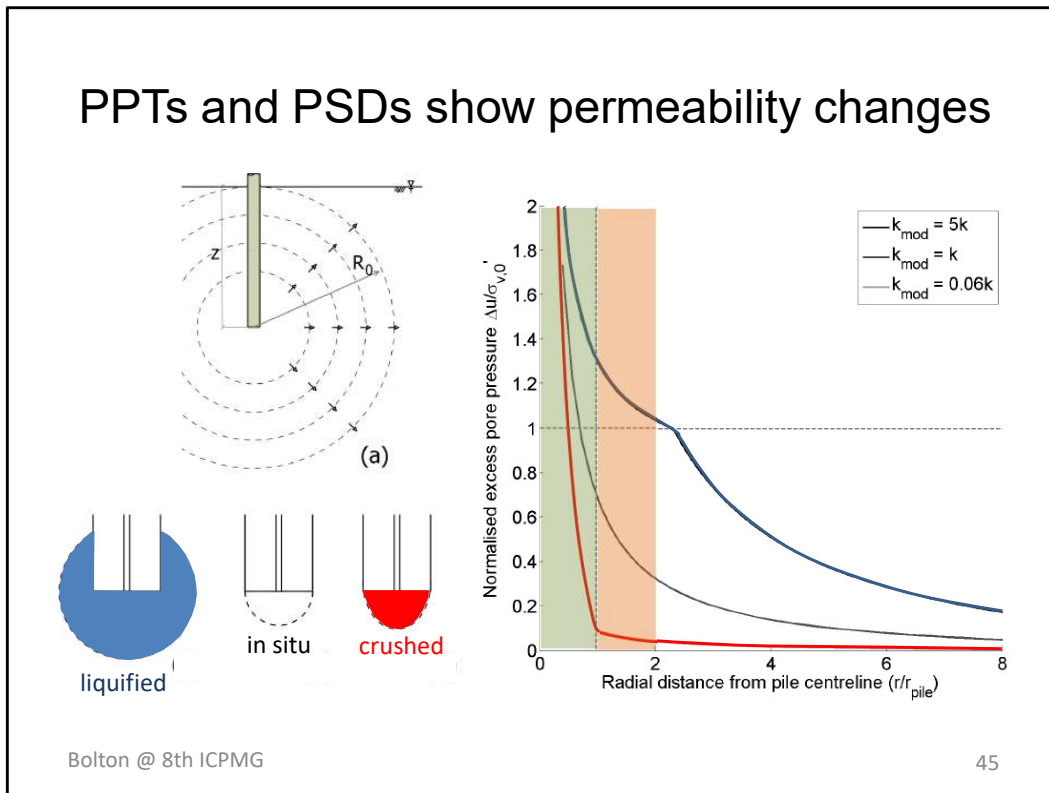 PPTs and PSDs show permeability changes
z
R0
(a)
liquified
in situ
crushed
Normalised excess pore pressure Δu/σv,0'
2
1.8
1.6
1.4
1.2
1
0.8
0.6
0.4
0.2
0
0 2 4 6 8
Radial distance from pile centreline (r/rpile)
kmod = 5k
kmod = k
kmod = 0.06k
Bolton @ 8th ICPMG
45